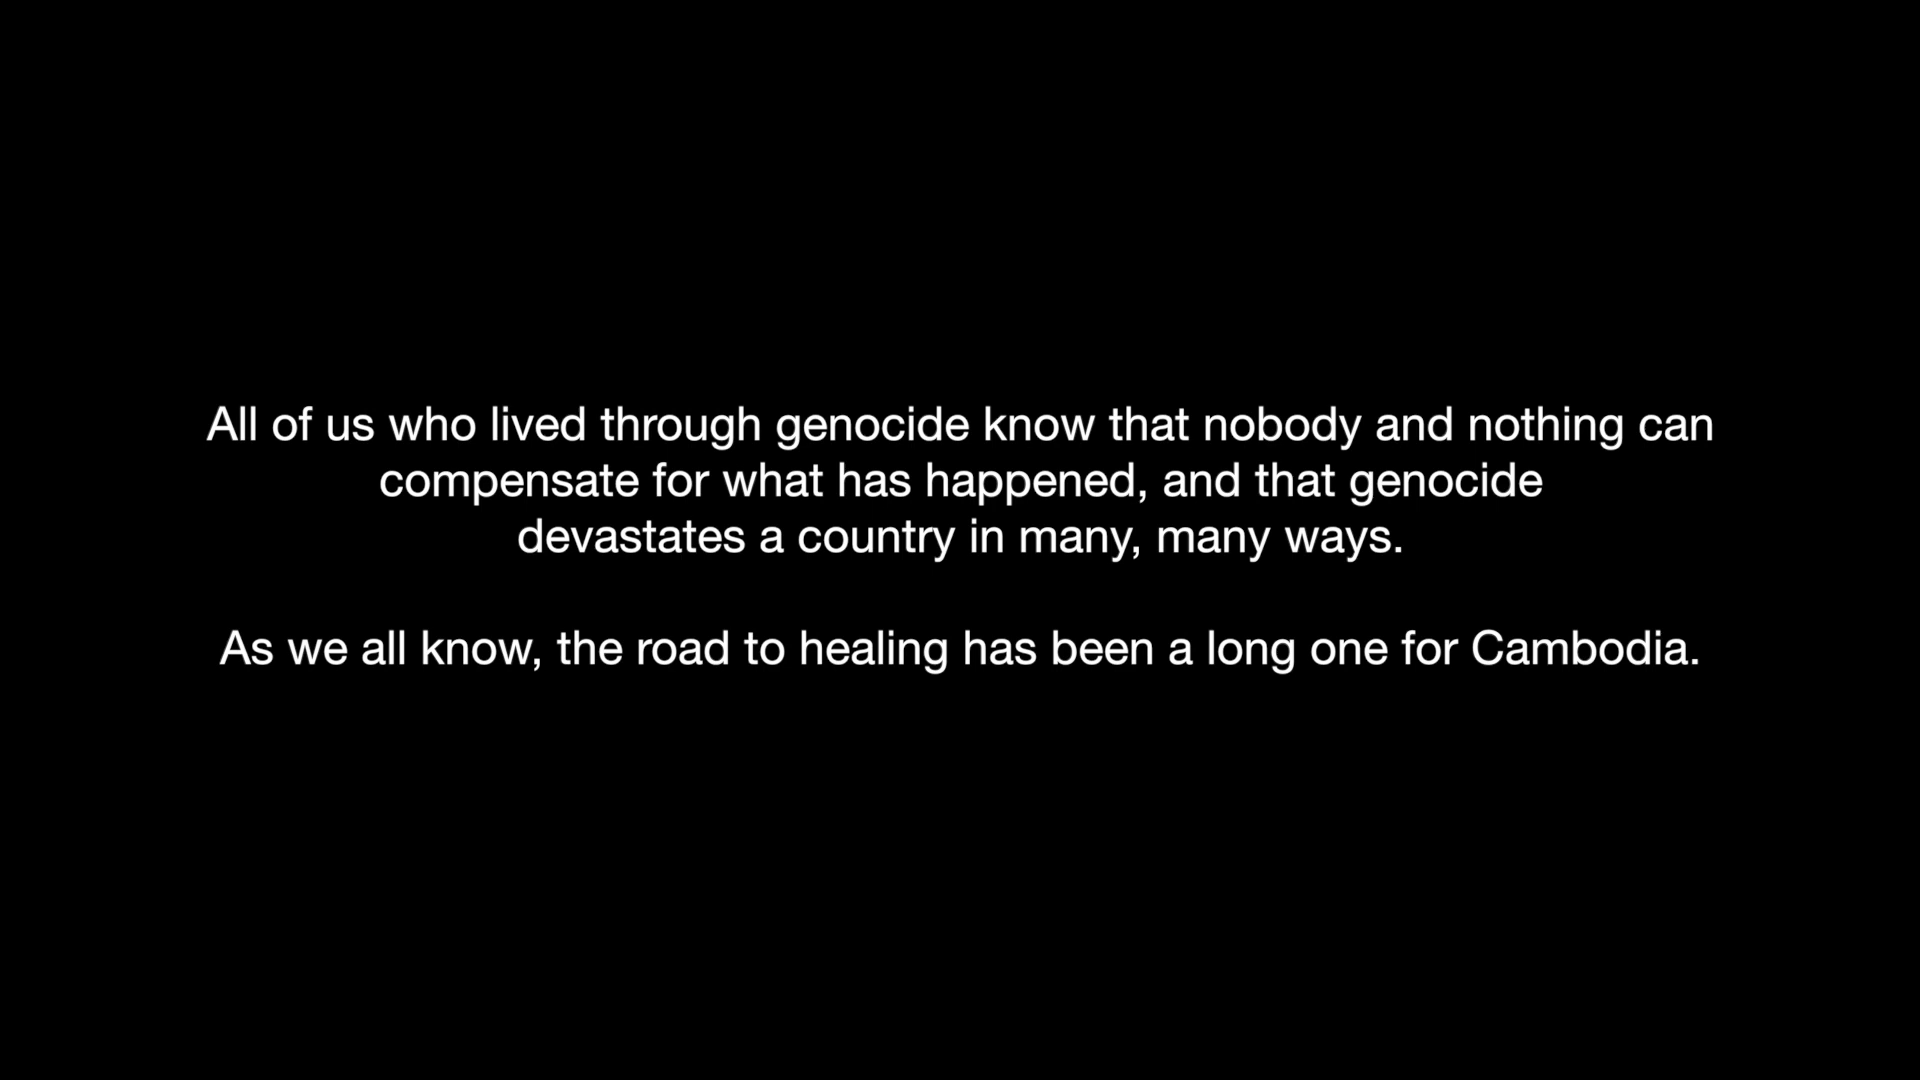 All of us who lived through genocide know that nobody and nothing can
compensate for what has happened, and that genocide
devastates a country in many, many ways.
As we all know, the road to healing has been a long one for Cambodia.